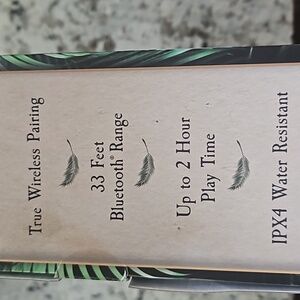 True Wireless Pairing
33 Feet
Bluetooth® Range
Up to 2 Hour
Play Time
IPX4 Water Resistant